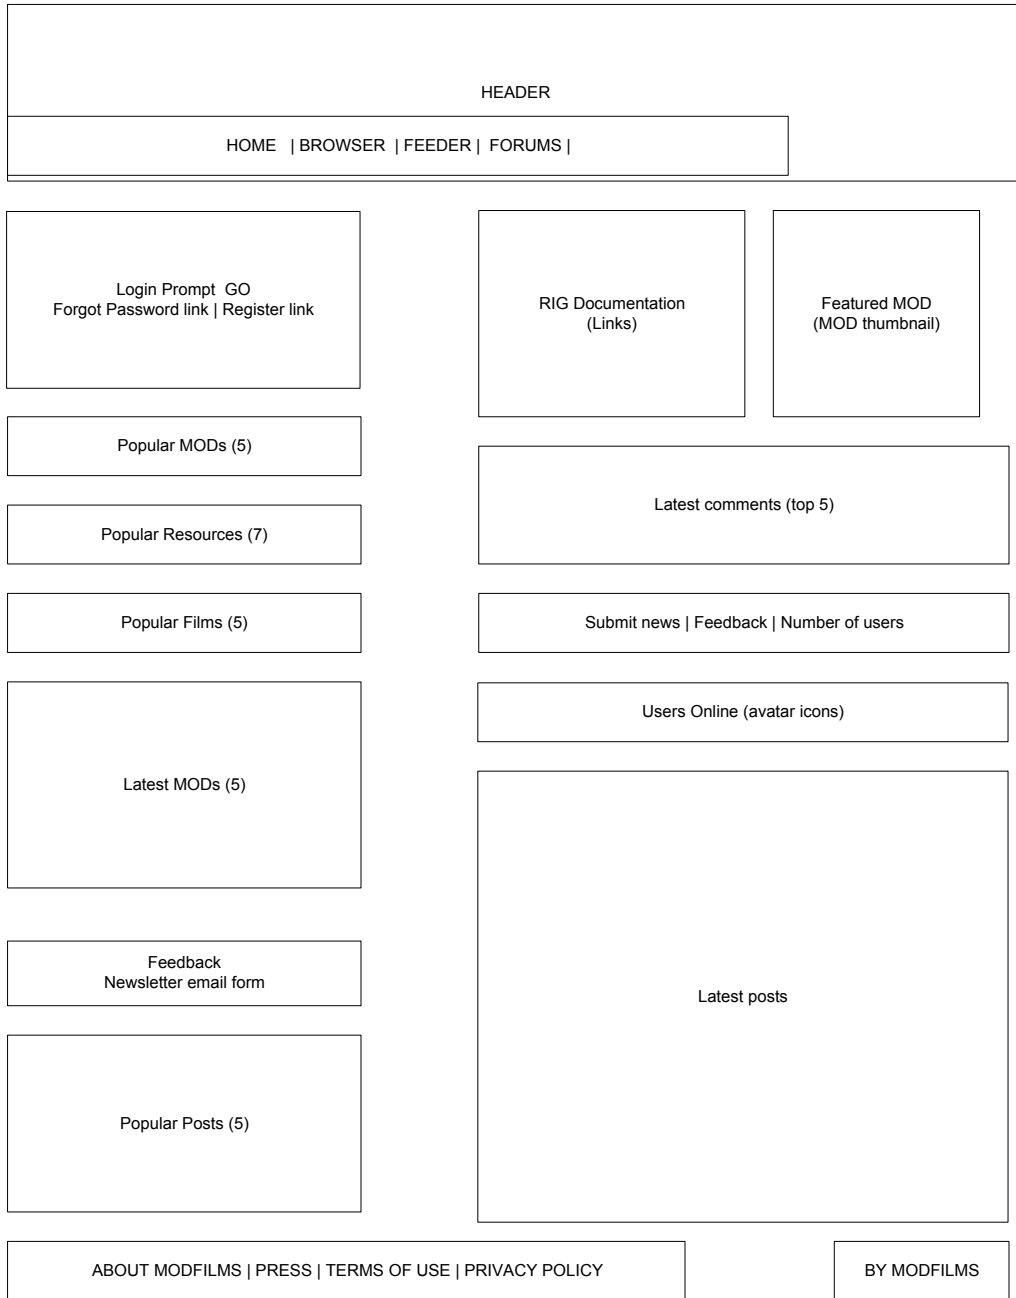 HEADER
HOME | BROWSER | FEEDER | FORUMS |
Login Prompt GO
Forgot Password link | Register link
Popular MODs (5)
Popular Resources (7)
Popular Films (5)
Latest MODs (5)
Feedback
Newsletter email form
Popular Posts (5)
RIG Documentation
(Links)
Featured MOD
(MOD thumbnail)
Latest comments (top 5)
Submit news | Feedback | Number of users
Users Online (avatar icons)
Latest posts
ABOUT MODFILMS | PRESS | TERMS OF USE | PRIVACY POLICY
BY MODFILMS